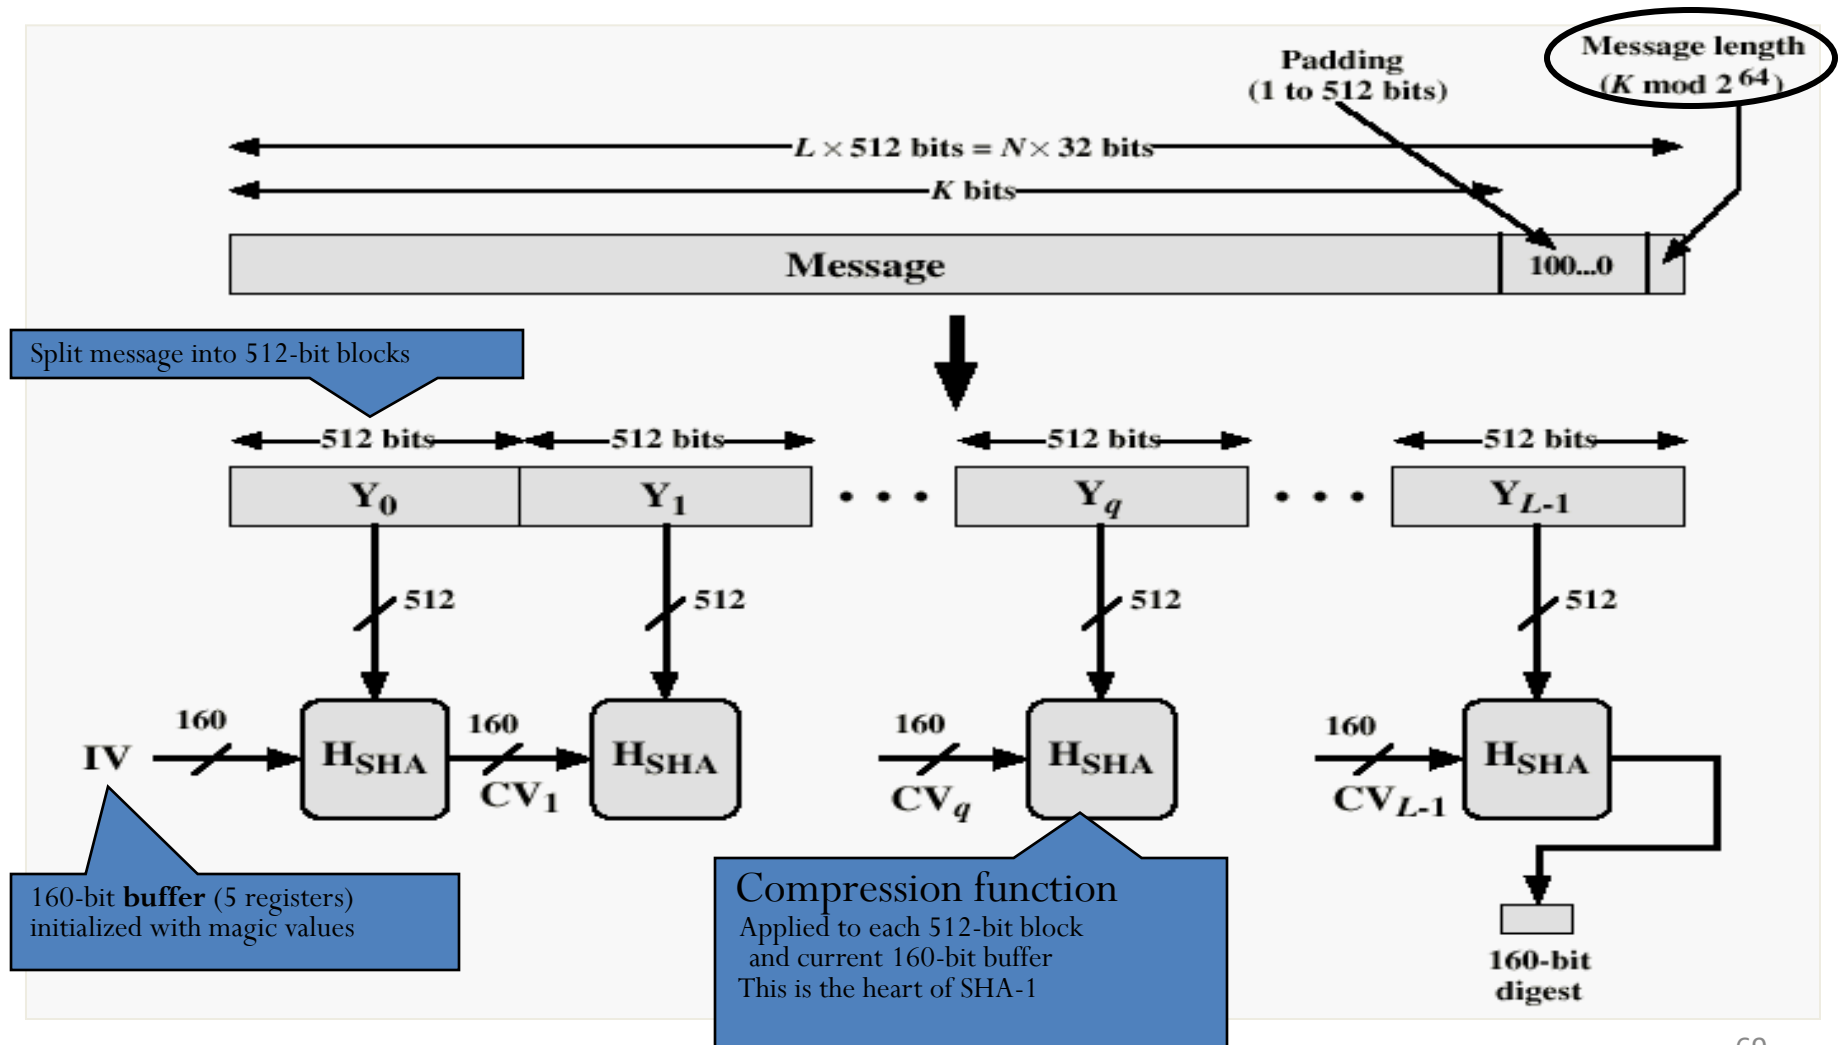 Padding
(1 to 512 bits)
Message length
(K mod 2^64)
L × 512 bits = N × 32 bits
K bits
Message
100...0
Split message into 512-bit blocks
512 bits
512 bits
512 bits
512 bits
Y0
Y1
• • •
Yq
• • •
YL-1
512
512
512
512
160
160
160
160
IV
HSHA
HSHA
HSHA
HSHA
CV1
CVq
CVL-1
160-bit buffer (5 registers)
initialized with magic values
Compression function
Applied to each 512-bit block
and current 160-bit buffer
This is the heart of SHA-1
160-bit
digest